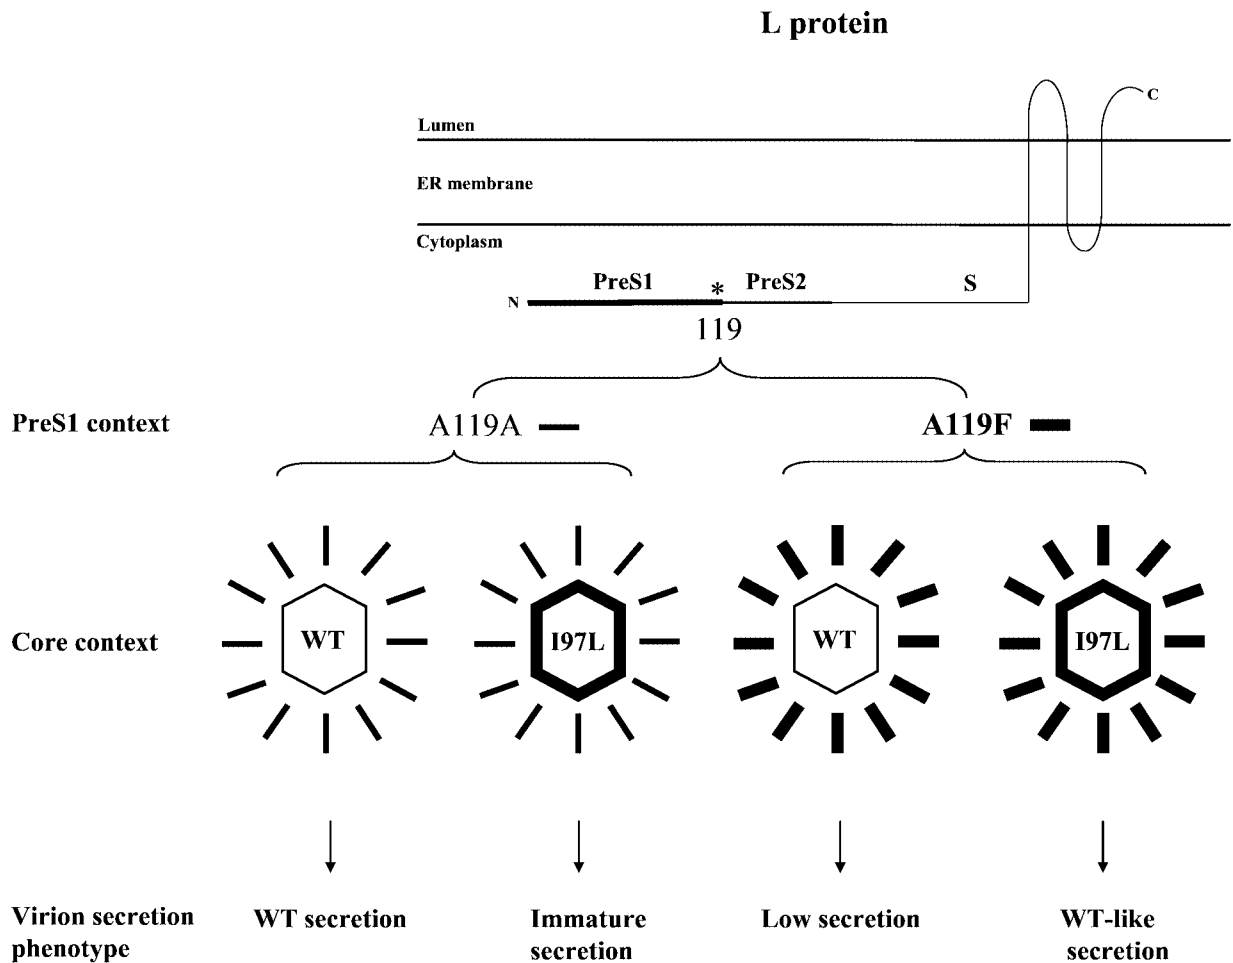 L protein
C
Lumen
ER membrane
Cytoplasm
PreS1 * PreS2 S
N
119
PreS1 context A119A A119F
Core context WT I97L WT I97L
Virion secretion phenotype WT secretion Immature secretion Low secretion WT-like secretion